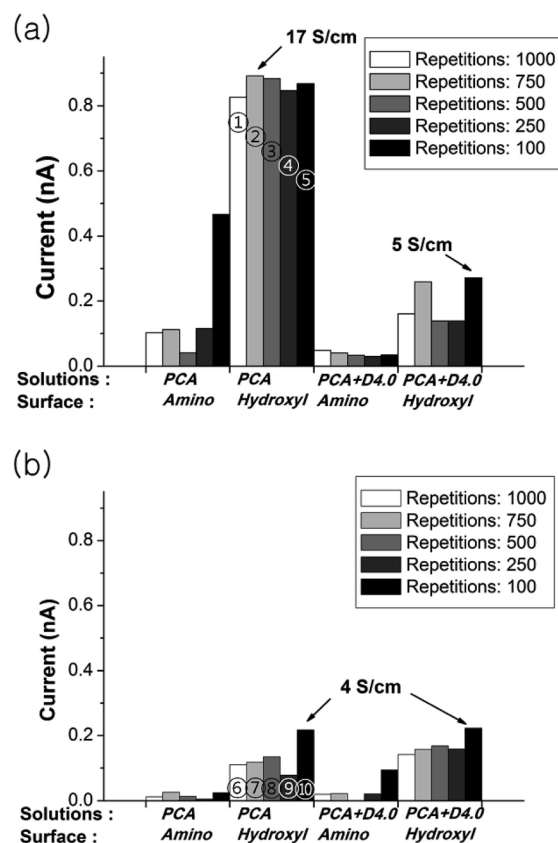 (a)
17 S/cm
Repetitions: 1000
Repetitions: 750
Repetitions: 500
Repetitions: 250
Repetitions: 100
0.8
0.6
0.4
0.2
0.0
Current (nA)
① ② ③ ④ ⑤
5 S/cm
Solutions : PCA PCA PCA+D4.0 PCA+D4.0
Surface : Amino Hydroxyl Amino Hydroxyl
(b)
Repetitions: 1000
Repetitions: 750
Repetitions: 500
Repetitions: 250
Repetitions: 100
0.8
0.6
0.4
0.2
0.0
Current (nA)
4 S/cm
⑥ ⑦ ⑧ ⑨ ⑩
Solutions : PCA PCA PCA+D4.0 PCA+D4.0
Surface : Amino Hydroxyl Amino Hydroxyl